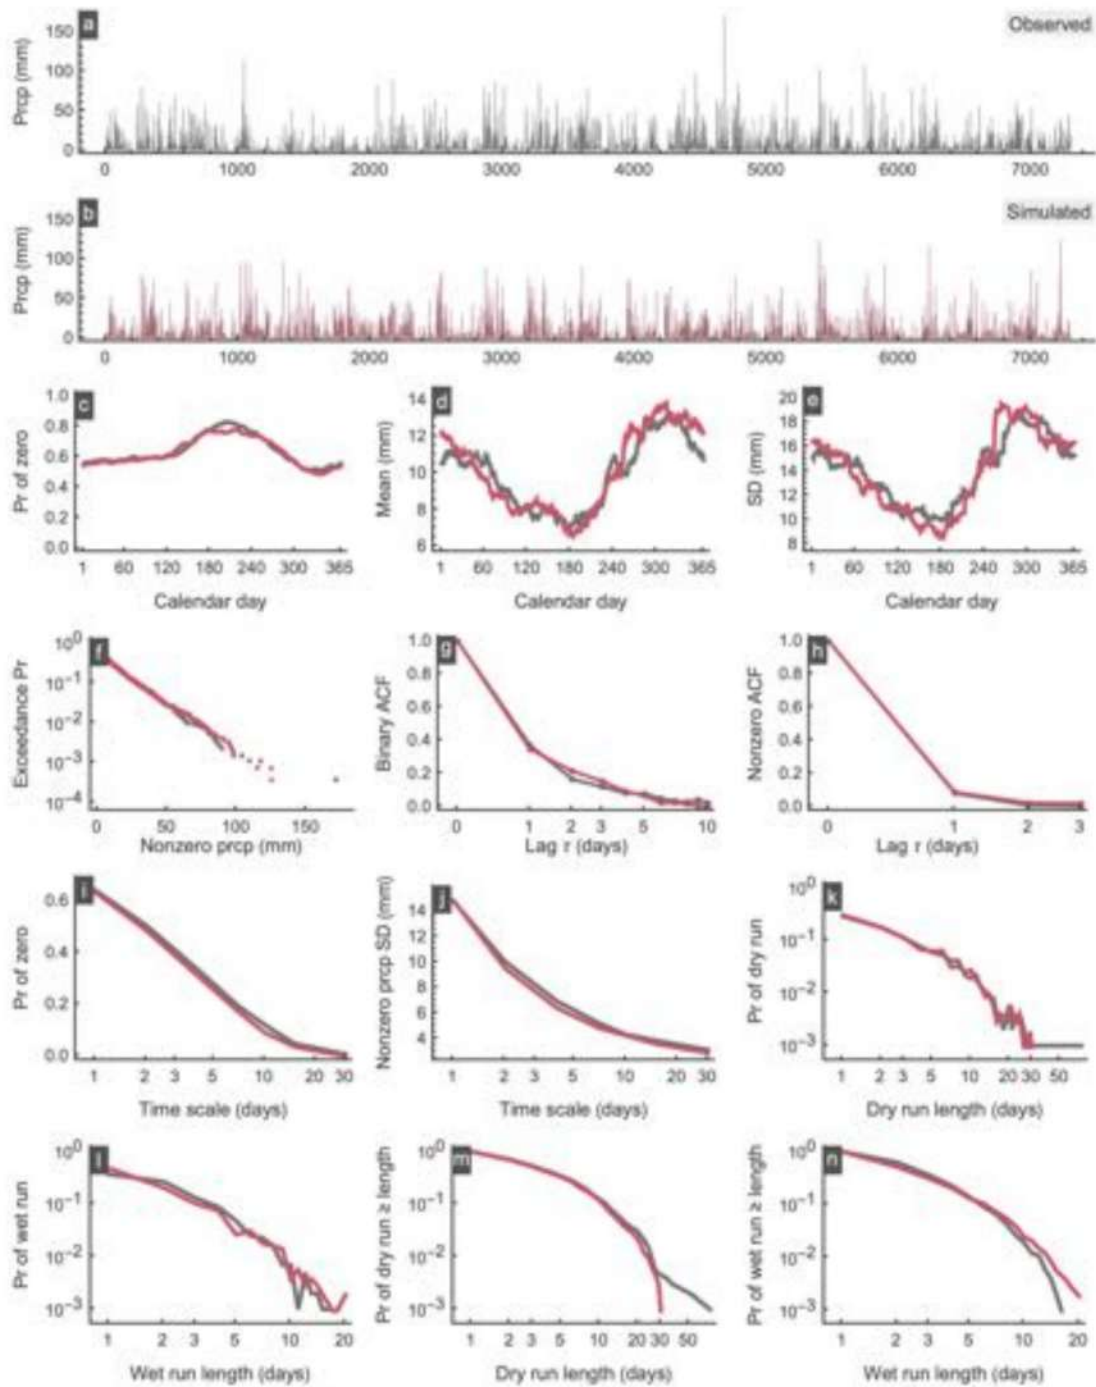 a
Observed
Prcp (mm)
150
100
50
0
0 1000 2000 3000 4000 5000 6000 7000
b
Simulated
Prcp (mm)
150
100
50
0
0 1000 2000 3000 4000 5000 6000 7000
c
Pr of zero
1.0
0.8
0.6
0.4
0.2
0.0
1 60 120 180 240 300 365
Calendar day
d
Mean (mm)
14
12
10
8
6
1 60 120 180 240 300 365
Calendar day
e
SD (mm)
20
18
16
14
12
10
8
1 60 120 180 240 300 365
Calendar day
f
Exceedance Pr
10^0
10^-1
10^-2
10^-3
10^-4
0 50 100 150
Nonzero prcp (mm)
g
Binary ACF
1.0
0.8
0.6
0.4
0.2
0.0
0 1 2 3 5 10
Lag τ (days)
h
Nonzero ACF
1.0
0.8
0.6
0.4
0.2
0.0
0 1 2 3
Lag τ (days)
i
Pr of zero
0.6
0.4
0.2
0.0
1 2 3 5 10 20 30
Time scale (days)
j
Nonzero prcp SD (mm)
14
12
10
8
6
4
1 2 3 5 10 20 30
Time scale (days)
k
Pr of dry run
10^0
10^-1
10^-2
10^-3
1 2 3 5 10 20 30 50
Dry run length (days)
l
Pr of wet run
10^0
10^-1
10^-2
10^-3
1 2 3 5 10 20
Wet run length (days)
m
Pr of dry run ≥ length
10^0
10^-1
10^-2
10^-3
1 2 3 5 10 20 30 50
Dry run length (days)
n
Pr of wet run ≥ length
10^0
10^-1
10^-2
10^-3
1 2 3 5 10 20
Wet run length (days)